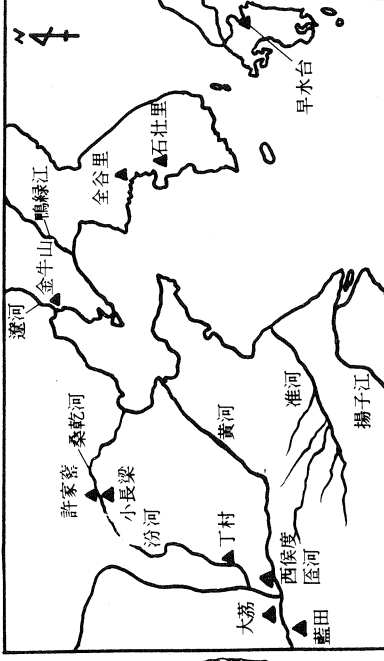 早水台
石壮里
全谷里
鴨緑江
金牛山
遼河
桑乾河
許家窰
小長梁
汾河
黄河
准河
揚子江
丁村
西侯度
匼河
大茘
藍田